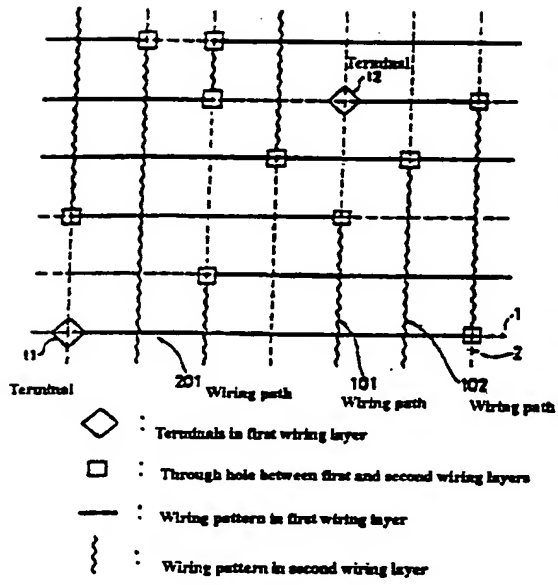 Terminal
t2
t1
1
2
201
101
102
Terminal
Wiring path
Wiring path
Wiring path
: Terminals in first wiring layer
: Through hole between first and second wiring layers
: Wiring pattern in first wiring layer
: Wiring pattern in second wiring layer